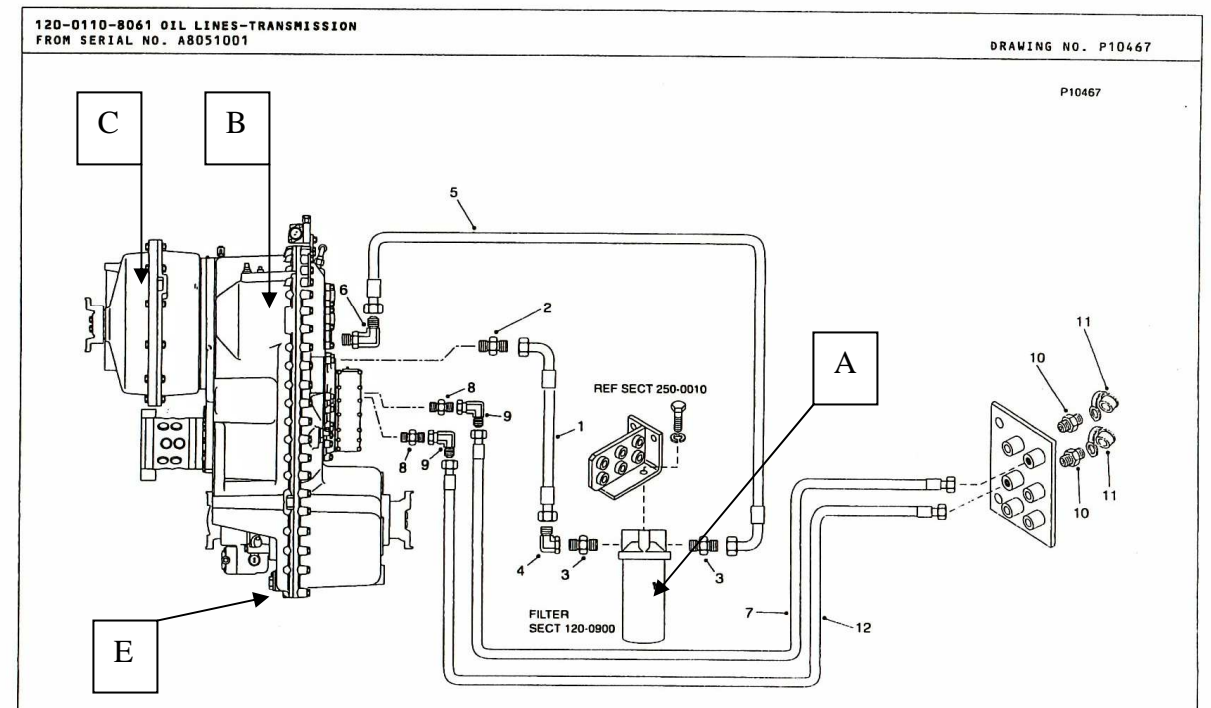 120-0110-8061 OIL LINES-TRANSMISSION
FROM SERIAL NO. A8051001
DRAWING NO. P10467
P10467
C
B
5
6
2
A
11
10
REF SECT 250-0010
8
9
1
8
9
11
10
4
3
3
7
FILTER
SECT 120-0900
12
E